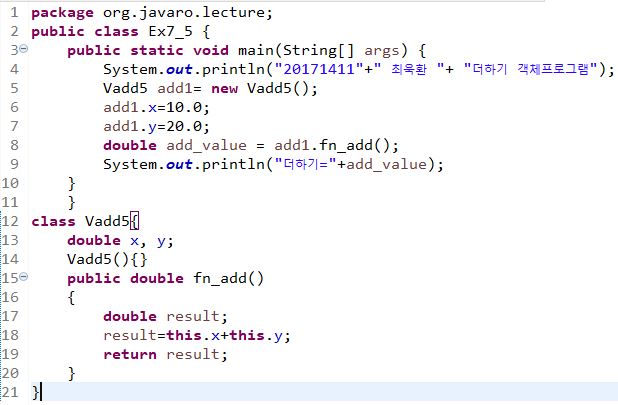 1 package org.javaro.lecture;
2 public class Ex7_5 {
3 public static void main(String[] args) {
4 System.out.println("20171411"+" 최욱환 "+ "더하기 객체프로그램");
5 Vadd5 add1= new Vadd5();
6 add1.x=10.0;
7 add1.y=20.0;
8 double add_value = add1.fn_add();
9 System.out.println("더하기="+add_value);
10 }
11 }
12 class Vadd5{
13 double x, y;
14 Vadd5(){}
15 public double fn_add()
16 {
17 double result;
18 result=this.x+this.y;
19 return result;
20 }
21 }